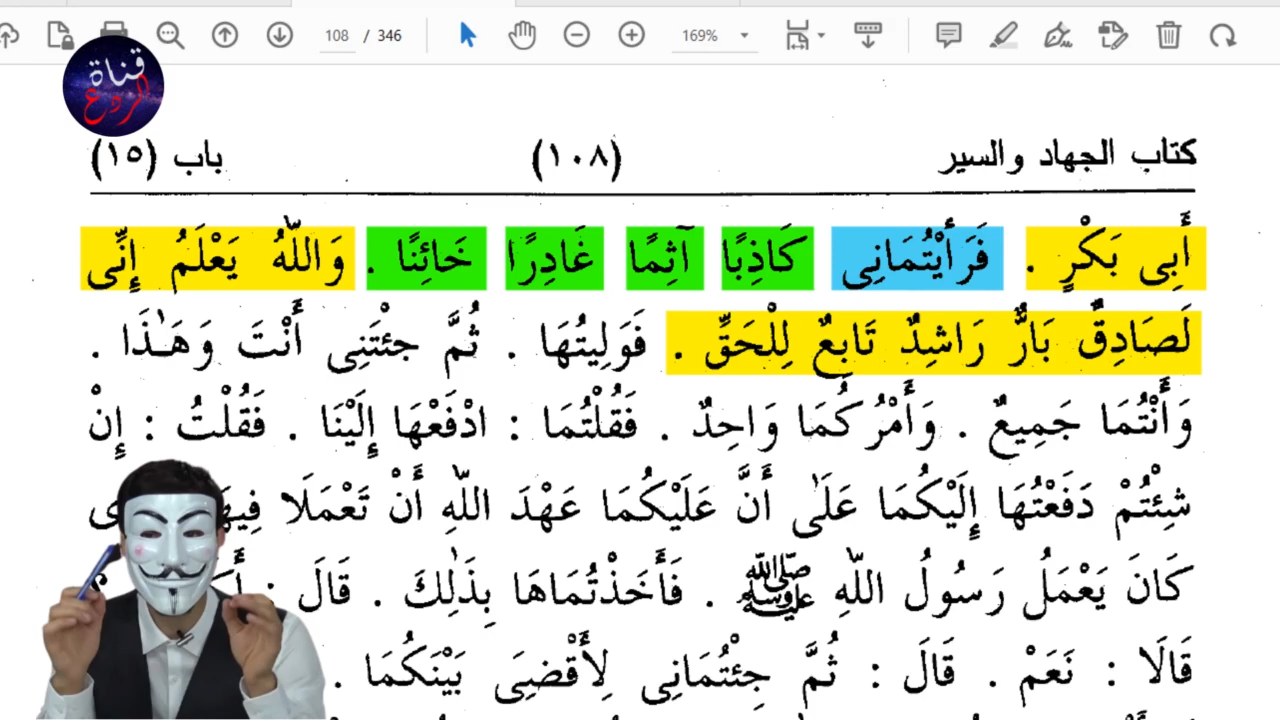 108 / 346 169%
قناة
الردع
كتاب الجهاد والسير (١٠٨) باب (١٥)
أَبِى بَكْرٍ . فَرَأَيْتُمَانِى كَاذِبًا آثِمًا غَادِرًا خَائِنًا . وَاللّٰهُ يَعْلَمُ إِنِّى
لَصَادِقٌ بَارٌّ رَاشِدٌ تَابِعٌ لِلْحَقِّ . فَوَلِيتُهَا . ثُمَّ جِئْتَنِى أَنْتَ وَهَـٰذَا .
وَأَنْتُمَا جَمِيعٌ . وَأَمْرُكُمَا وَاحِدٌ . فَقُلْتُمَا : ادْفَعْهَا إِلَيْنَا . فَقُلْتُ : إِنْ
شِئْتُمْ دَفَعْتُهَا إِلَيْكُمَا عَلَىٰ أَنَّ عَلَيْكُمَا عَهْدَ اللّٰهِ أَنْ تَعْمَلَا
كَانَ يَعْمَلُ رَسُولُ اللّٰهِ ﷺ . فَأَخَذْتُمَاهَا بِذَٰلِكَ . قَالَ :
قَالَا : نَعَمْ . قَالَ : ثُمَّ جِئْتُمَانِى لِأَقْضِىَ بَيْنَكُمَا .